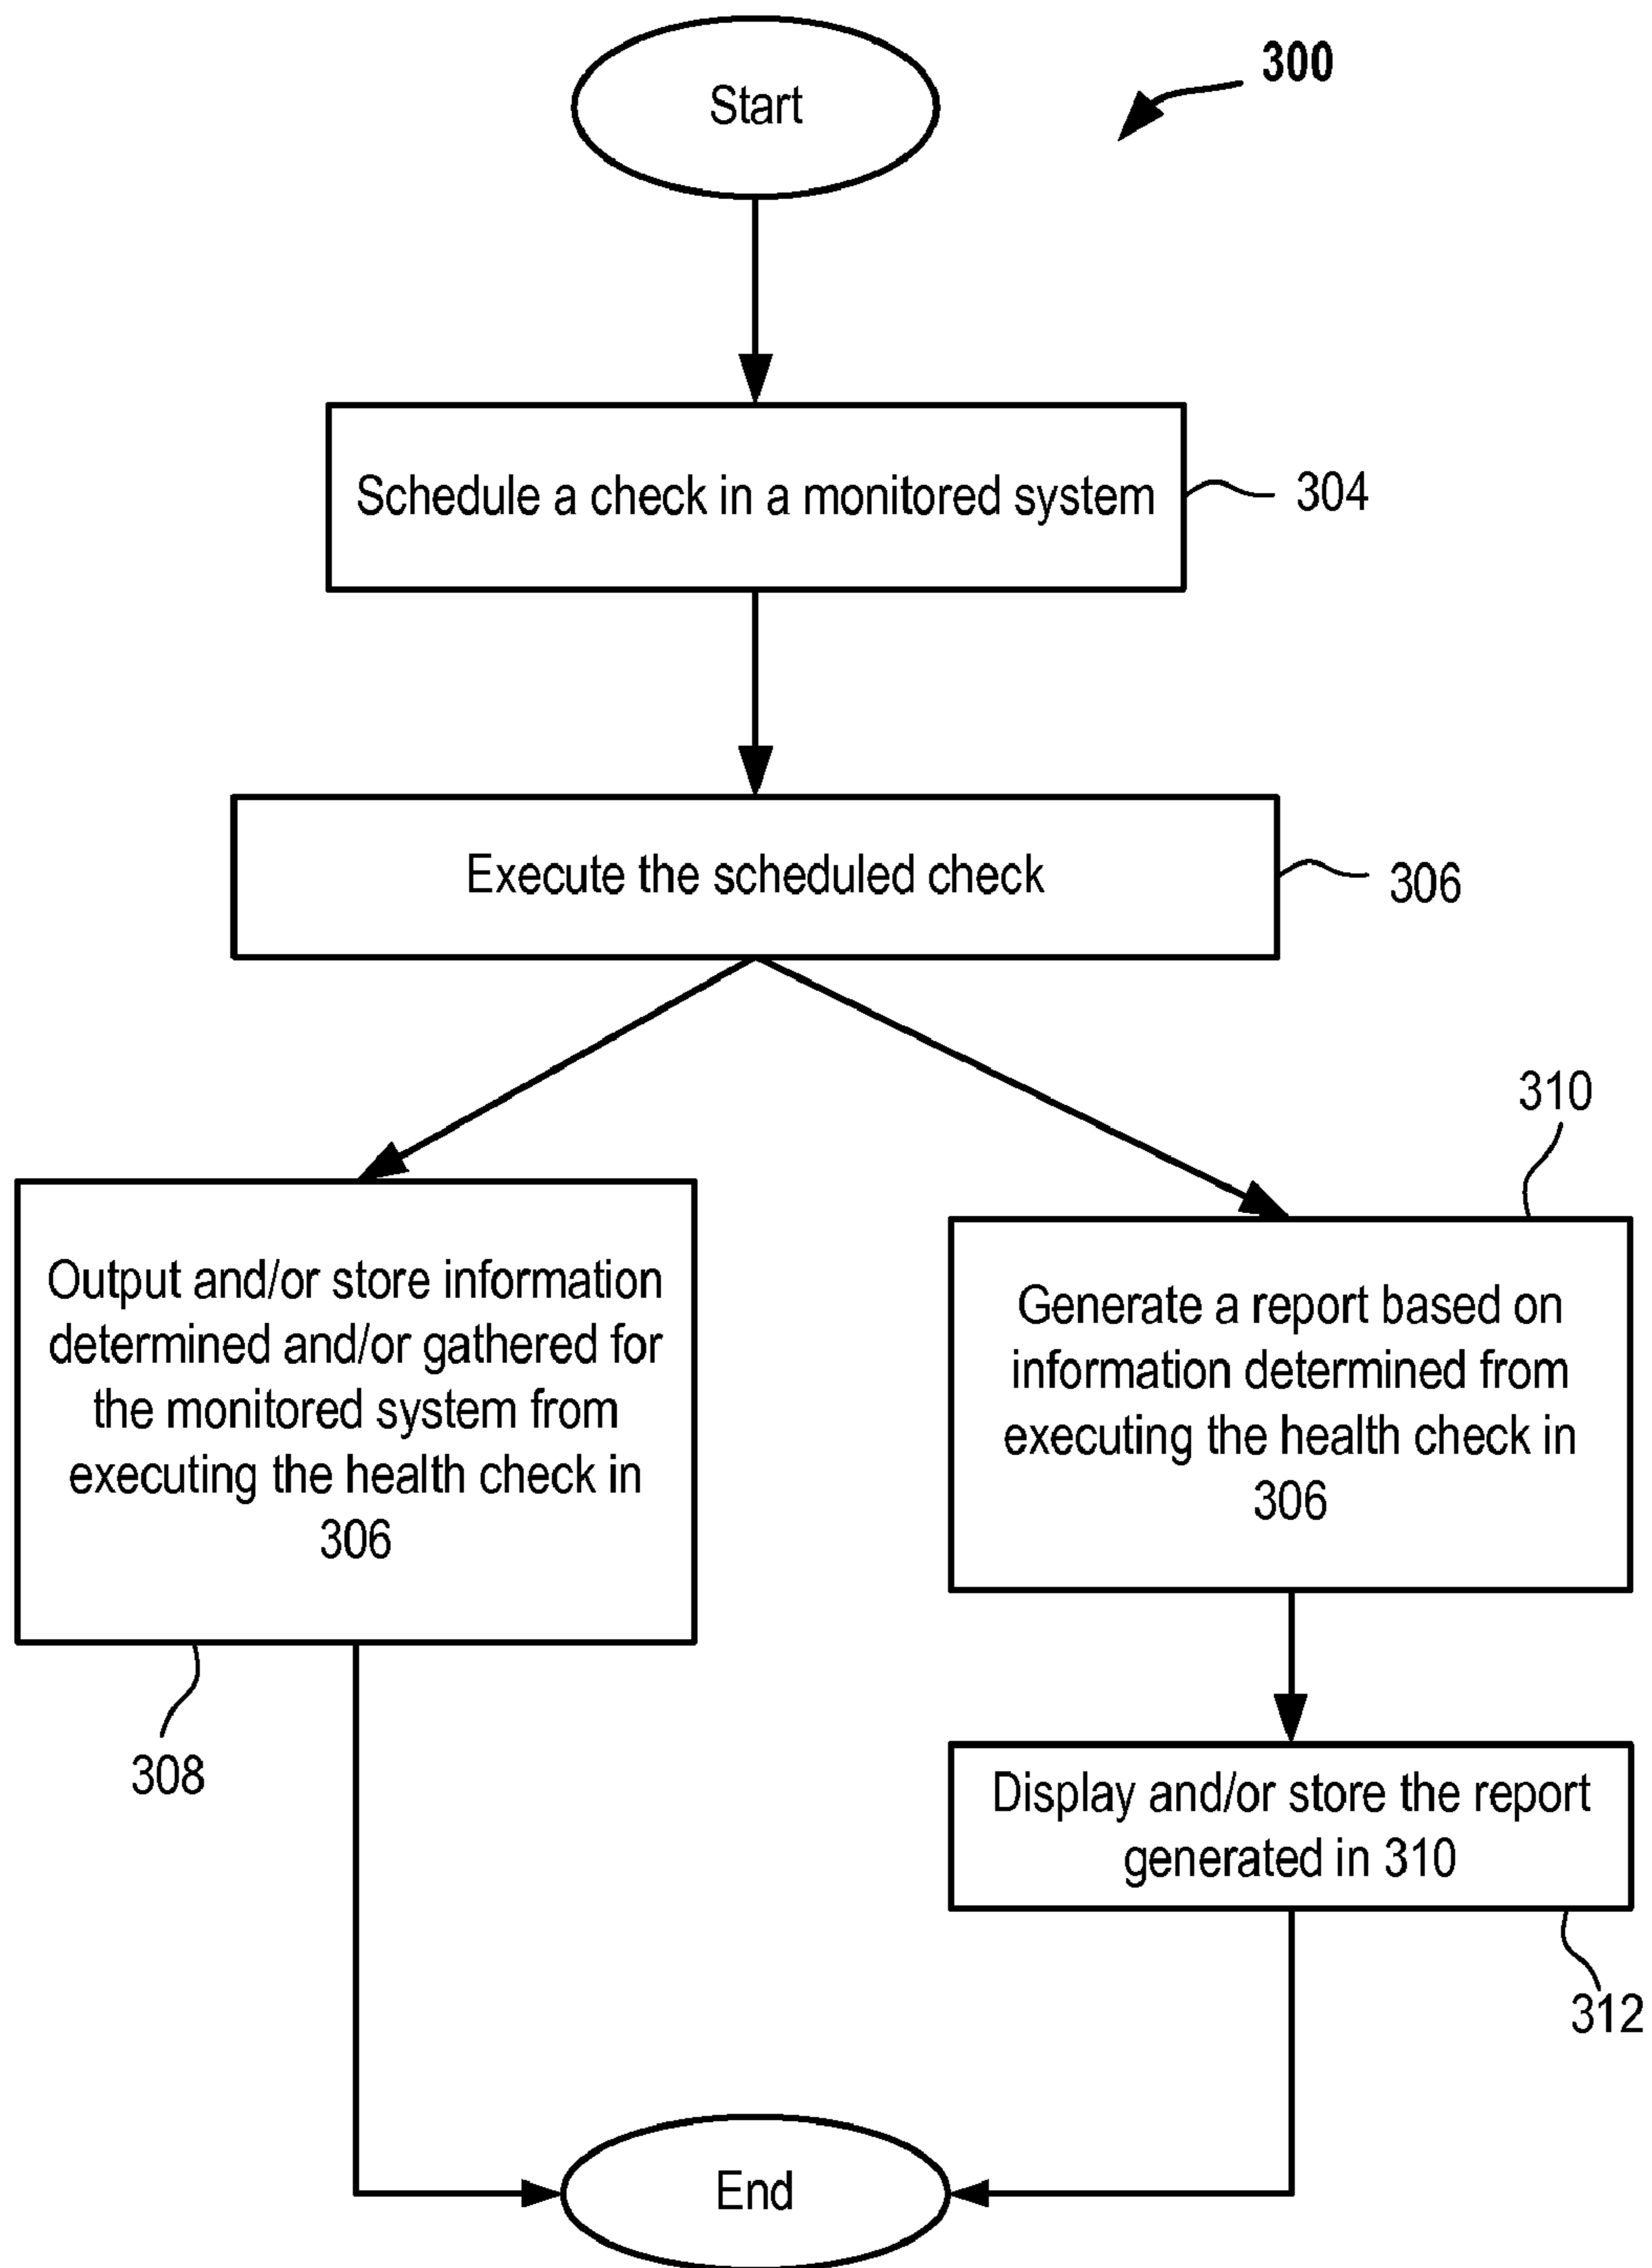 Start
300
Schedule a check in a monitored system
304
Execute the scheduled check
306
310
Output and/or store information
determined and/or gathered for
the monitored system from
executing the health check in
306
Generate a report based on
information determined from
executing the health check in
306
308
Display and/or store the report
generated in 310
312
End